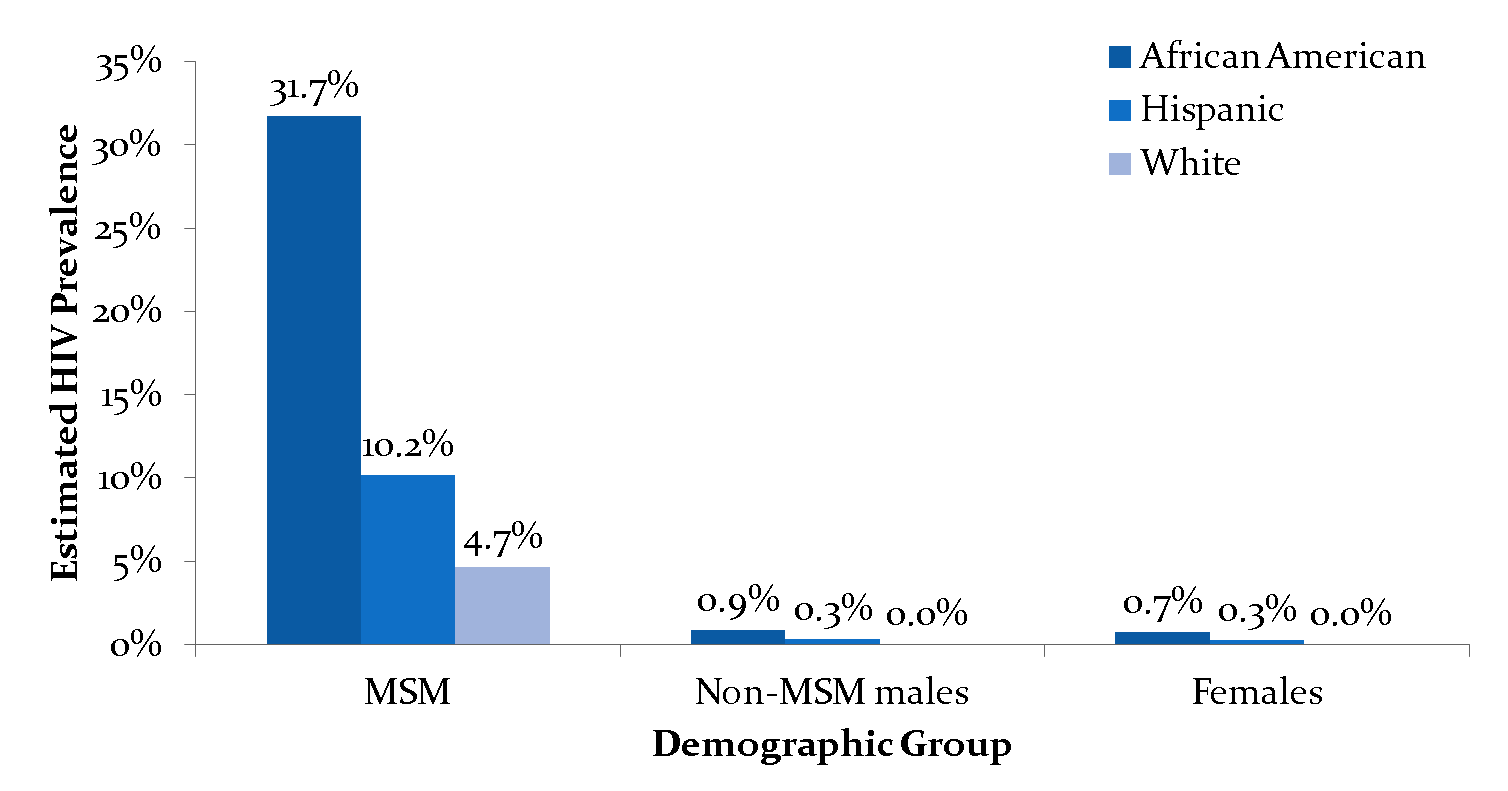 African American
Hispanic
White
Estimated HIV Prevalence
35%
30%
25%
20%
15%
10%
5%
0%
31.7%
10.2%
4.7%
0.9%
0.3%
0.0%
0.7%
0.3%
0.0%
MSM
Non-MSM males
Females
Demographic Group